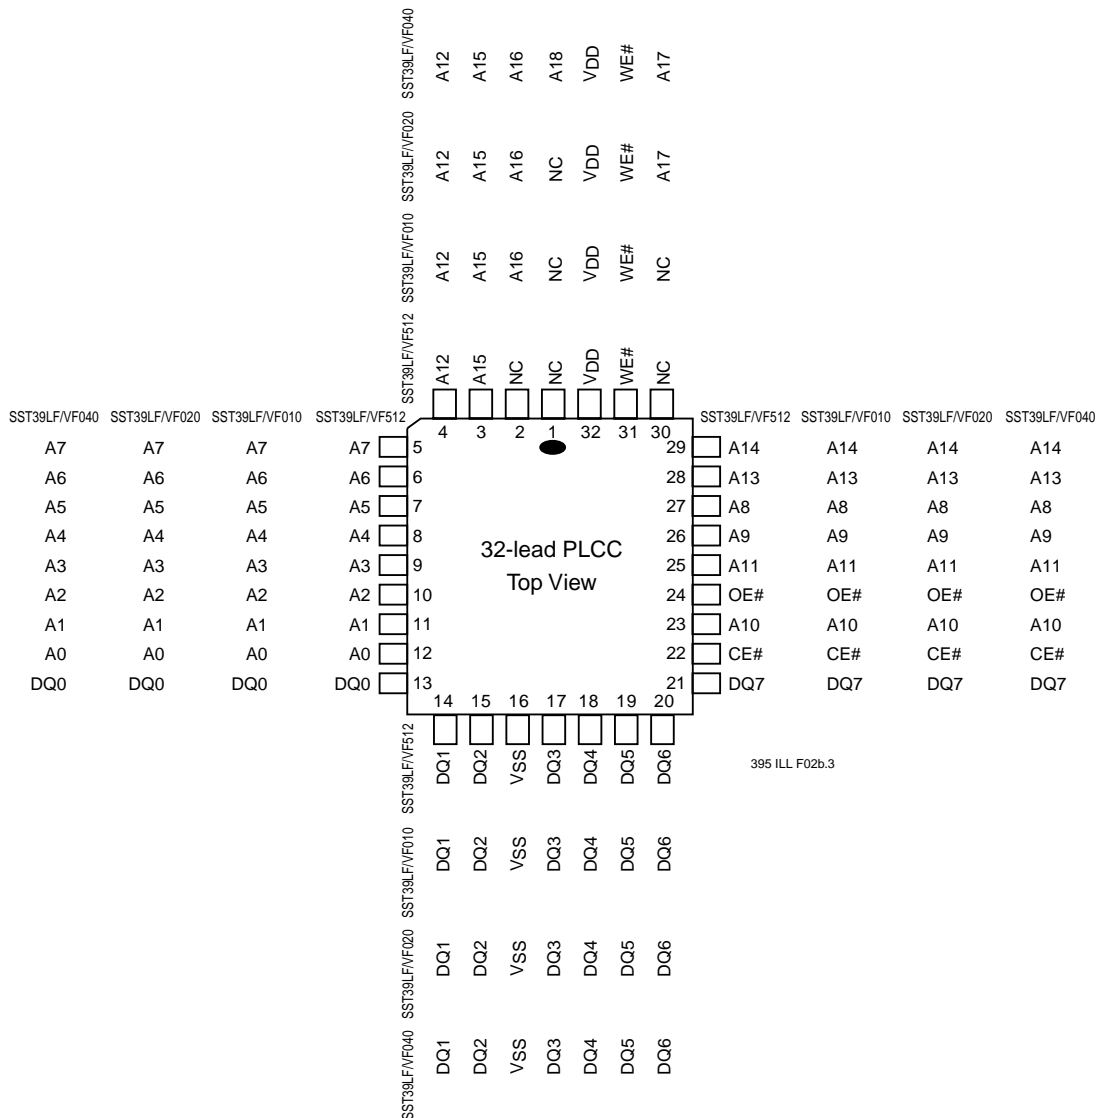 SST39LF/VF040 A12 A15 A16 A18 VDD WE# A17
SST39LF/VF020 A12 A15 A16 NC VDD WE# A17
SST39LF/VF010 A12 A15 A16 NC VDD WE# NC
SST39LF/VF512 A12 A15 NC NC VDD WE# NC
SST39LF/VF040 SST39LF/VF020 SST39LF/VF010 SST39LF/VF512 SST39LF/VF512 SST39LF/VF010 SST39LF/VF020 SST39LF/VF040
4 3 2 1 32 31 30
A7 A7 A7 A7 5 29 A14 A14 A14 A14
A6 A6 A6 A6 6 28 A13 A13 A13 A13
A5 A5 A5 A5 7 27 A8 A8 A8 A8
A4 A4 A4 A4 8 26 A9 A9 A9 A9
32-lead PLCC
A3 A3 A3 A3 9 25 A11 A11 A11 A11
Top View
A2 A2 A2 A2 10 24 OE# OE# OE# OE#
A1 A1 A1 A1 11 23 A10 A10 A10 A10
A0 A0 A0 A0 12 22 CE# CE# CE# CE#
DQ0 DQ0 DQ0 DQ0 13 21 DQ7 DQ7 DQ7 DQ7
14 15 16 17 18 19 20
SST39LF/VF512 DQ1 DQ2 VSS DQ3 DQ4 DQ5 DQ6
395 ILL F02b.3
SST39LF/VF010 DQ1 DQ2 VSS DQ3 DQ4 DQ5 DQ6
SST39LF/VF020 DQ1 DQ2 VSS DQ3 DQ4 DQ5 DQ6
SST39LF/VF040 DQ1 DQ2 VSS DQ3 DQ4 DQ5 DQ6